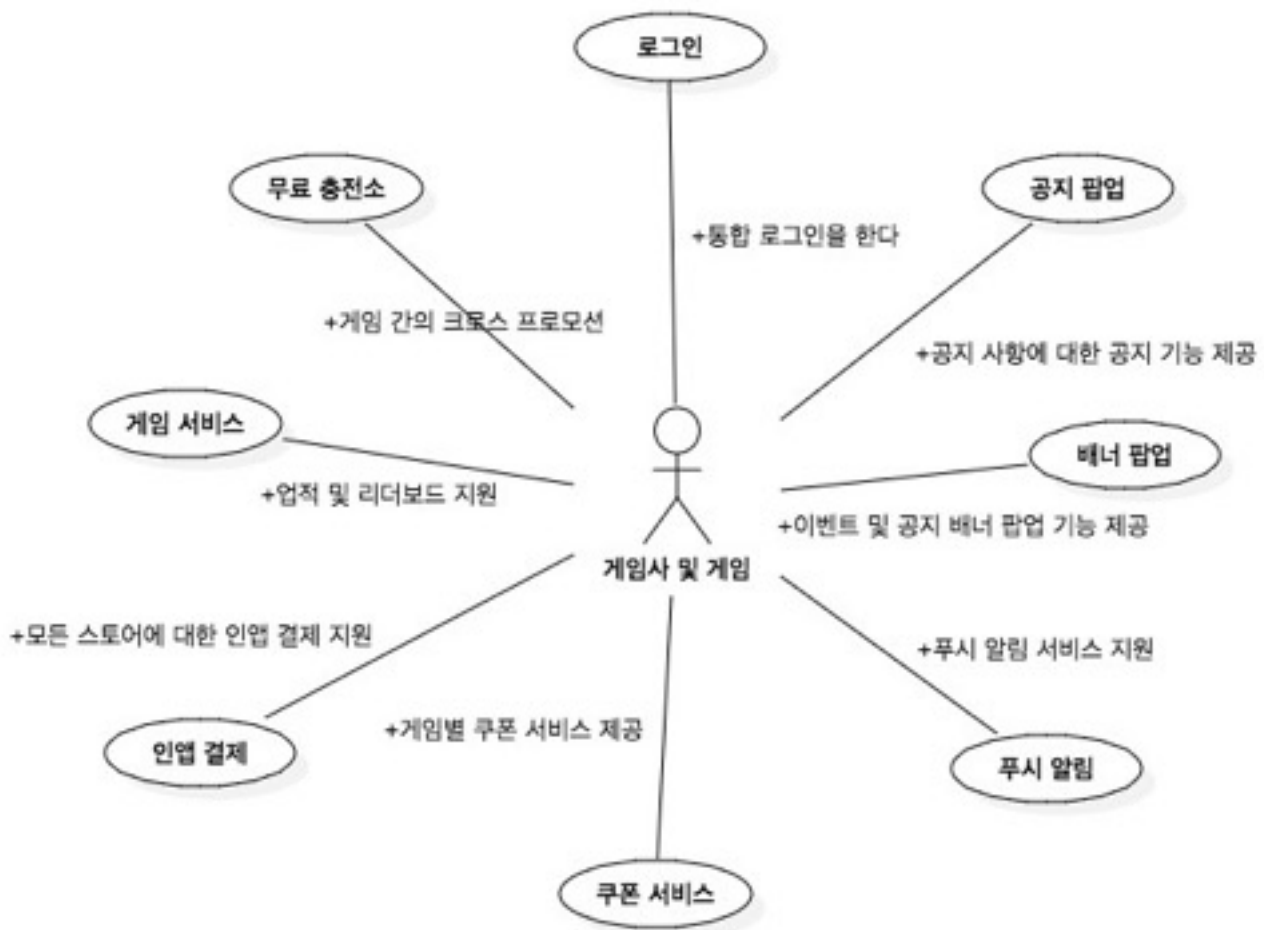 로그인
무료 충전소
공지 팝업
+통합 로그인을 한다
+게임 간의 크로스 프로모션
+공지 사항에 대한 공지 기능 제공
게임 서비스
배너 팝업
+업적 및 리더보드 지원
+이벤트 및 공지 배너 팝업 기능 제공
게임사 및 게임
+모든 스토어에 대한 인앱 결제 지원
+푸시 알림 서비스 지원
+게임별 쿠폰 서비스 제공
인앱 결제
푸시 알림
쿠폰 서비스